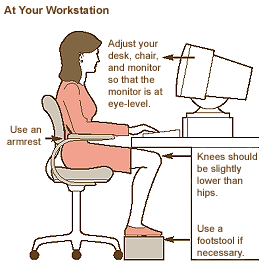 At Your Workstation
Adjust your
desk, chair,
and monitor
so that the
monitor is at
eye-level.
Use an
armrest
Knees should
be slightly
lower than
hips.
Use a
footstool if
necessary.